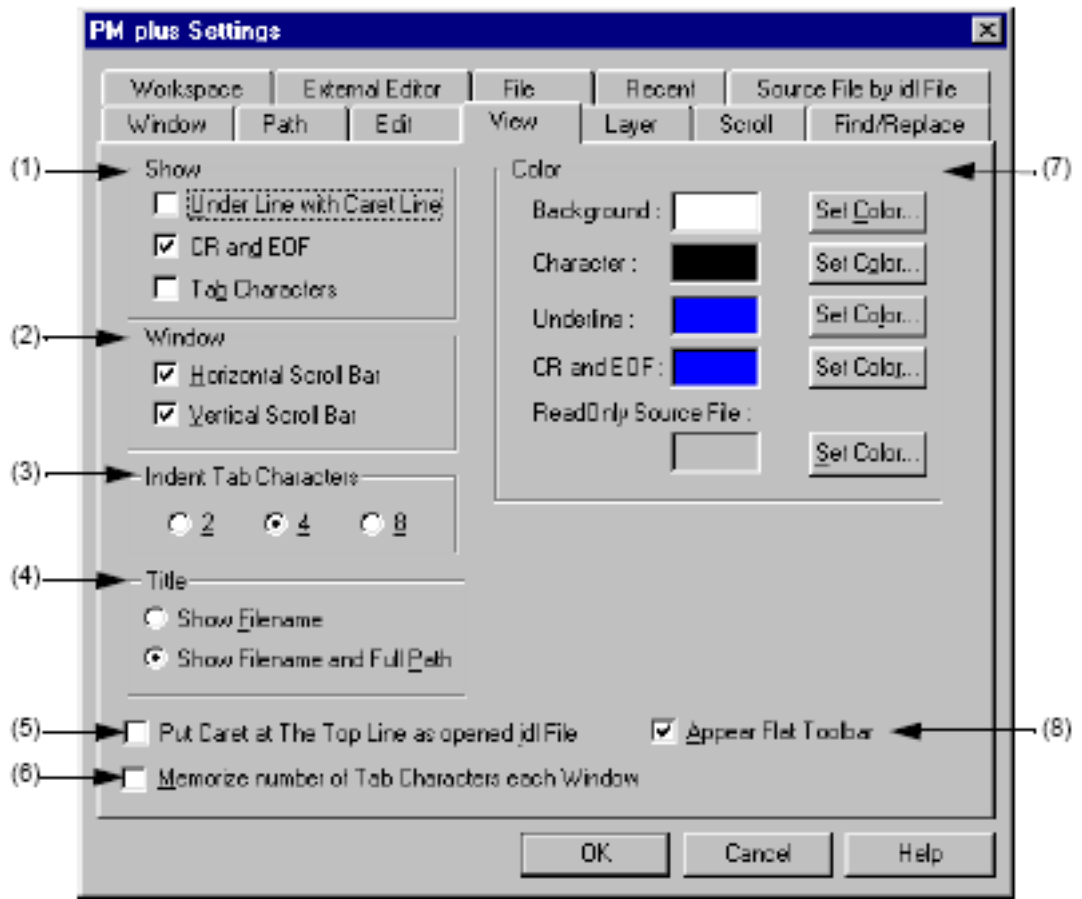 PM plus Settings
Workspace External Editor File Recent Source File by idl File
Window Path Edit View Layer Scroll Find/Replace
(1) Show
Under Line with Caret Line
CR and EOF
Tab Characters
(2) Window
Horizontal Scroll Bar
Vertical Scroll Bar
(3) Indent Tab Characters
2 4 8
(4) Title
Show Filename
Show Filename and Full Path
(5) Put Caret at The Top Line as opened idl File
(6) Memorize number of Tab Characters each Window
Color (7)
Background : Set Color...
Character : Set Color...
Underline : Set Color...
CR and EOF : Set Color...
ReadOnly Source File :
Set Color...
Appear Flat Toolbar (8)
OK Cancel Help